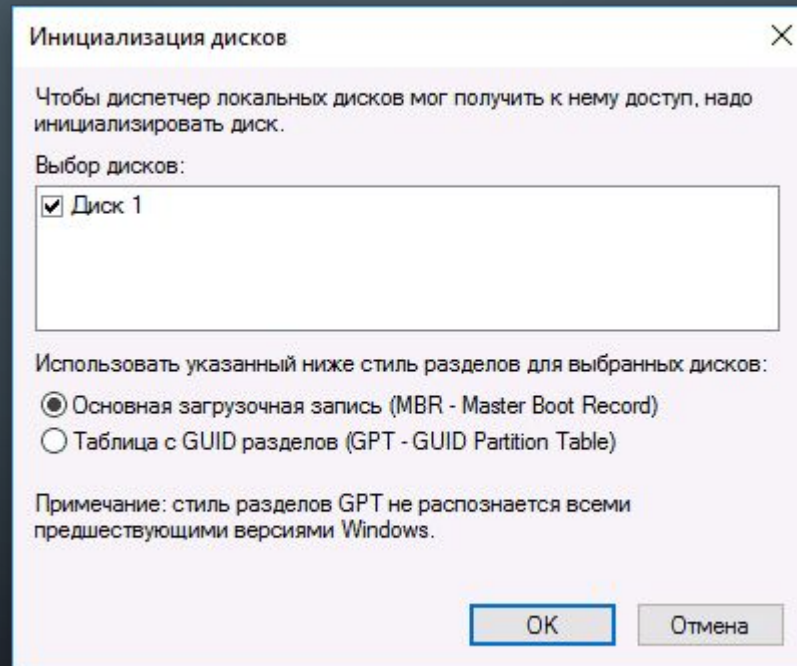 Инициализация дисков
Чтобы диспетчер локальных дисков мог получить к нему доступ, надо
инициализировать диск.
Выбор дисков:
Диск 1
Использовать указанный ниже стиль разделов для выбранных дисков:
Основная загрузочная запись (MBR - Master Boot Record)
Таблица с GUID разделов (GPT - GUID Partition Table)
Примечание: стиль разделов GPT не распознается всеми
предшествующими версиями Windows.
OK Отмена